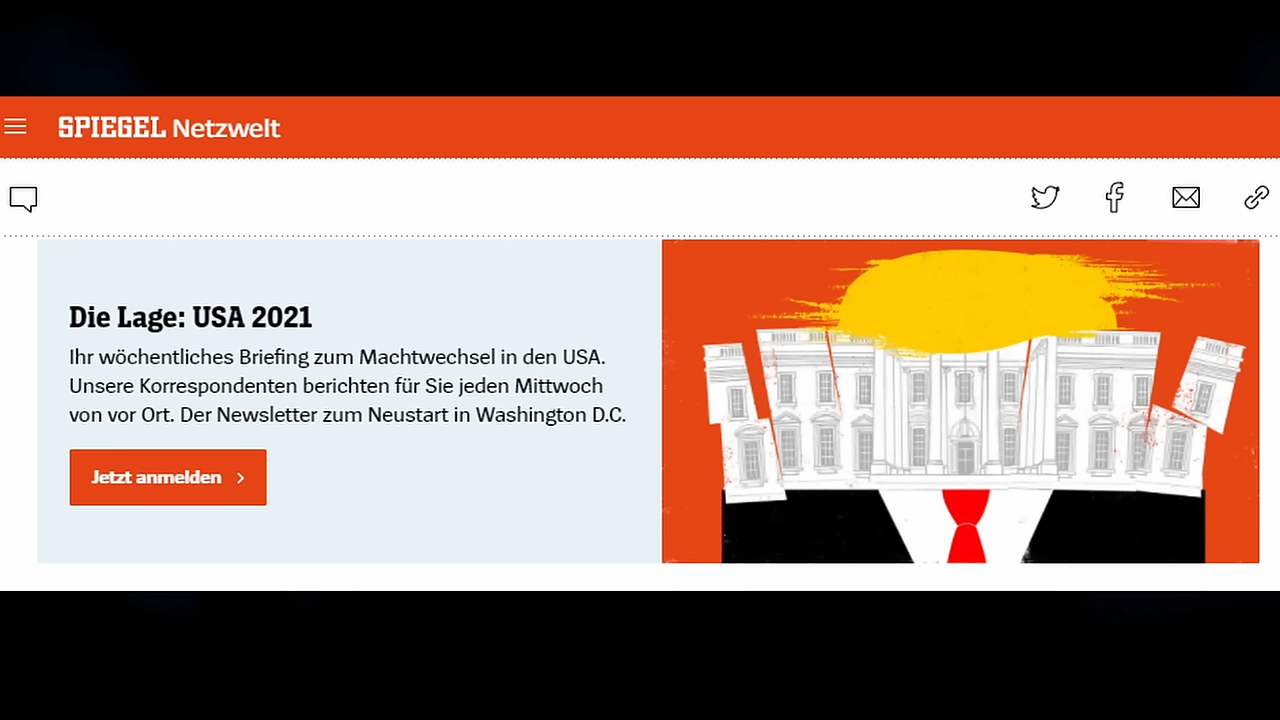 SPIEGEL Netzwelt
Die Lage: USA 2021
Ihr wöchentliches Briefing zum Machtwechsel in den USA.
Unsere Korrespondenten berichten für Sie jeden Mittwoch
von vor Ort. Der Newsletter zum Neustart in Washington D.C.
Jetzt anmelden